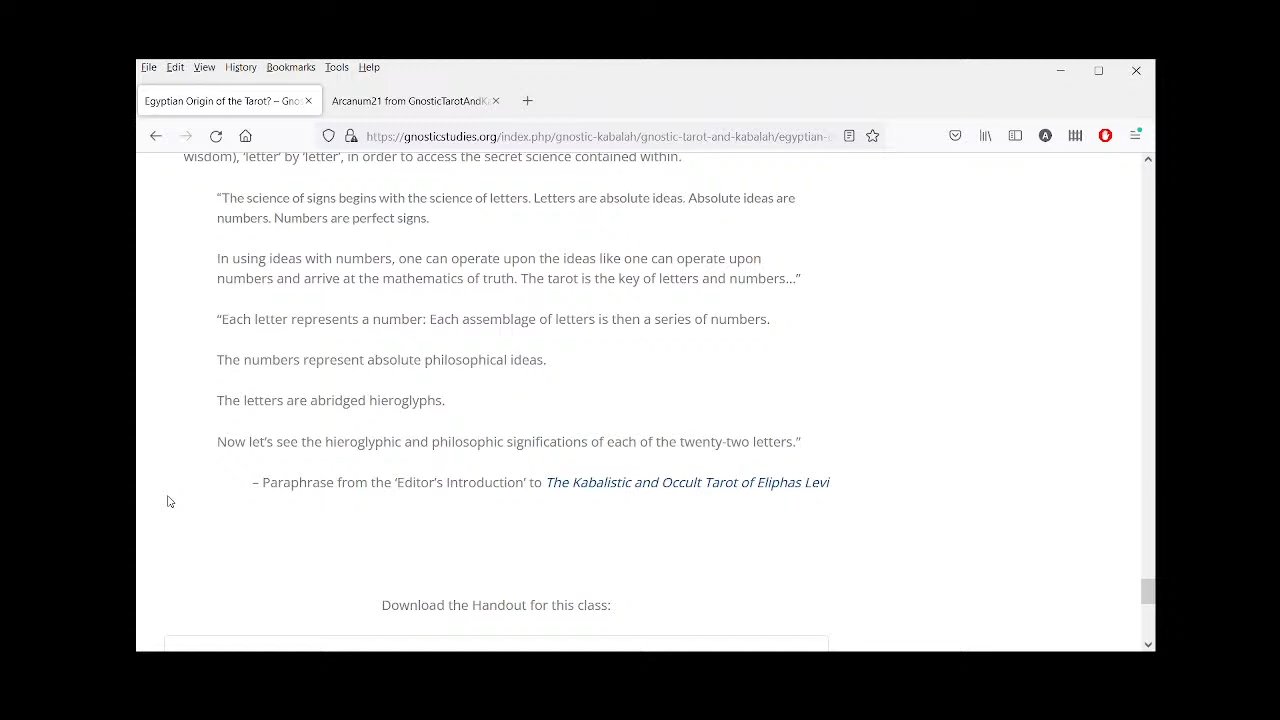 File Edit View History Bookmarks Tools Help
Egyptian Origin of the Tarot? – Gno
Arcanum21 from GnosticTarotAndK
https://gnosticstudies.org/index.php/gnostic-kabalah/gnostic-tarot-and-kabalah/egyptian-
wisdom), 'letter' by 'letter', in order to access the secret science contained within.
“The science of signs begins with the science of letters. Letters are absolute ideas. Absolute ideas are
numbers. Numbers are perfect signs.
In using ideas with numbers, one can operate upon the ideas like one can operate upon
numbers and arrive at the mathematics of truth. The tarot is the key of letters and numbers...”
“Each letter represents a number: Each assemblage of letters is then a series of numbers.
The numbers represent absolute philosophical ideas.
The letters are abridged hieroglyphs.
Now let's see the hieroglyphic and philosophic significations of each of the twenty-two letters.”
– Paraphrase from the 'Editor's Introduction' to The Kabalistic and Occult Tarot of Eliphas Levi
Download the Handout for this class: